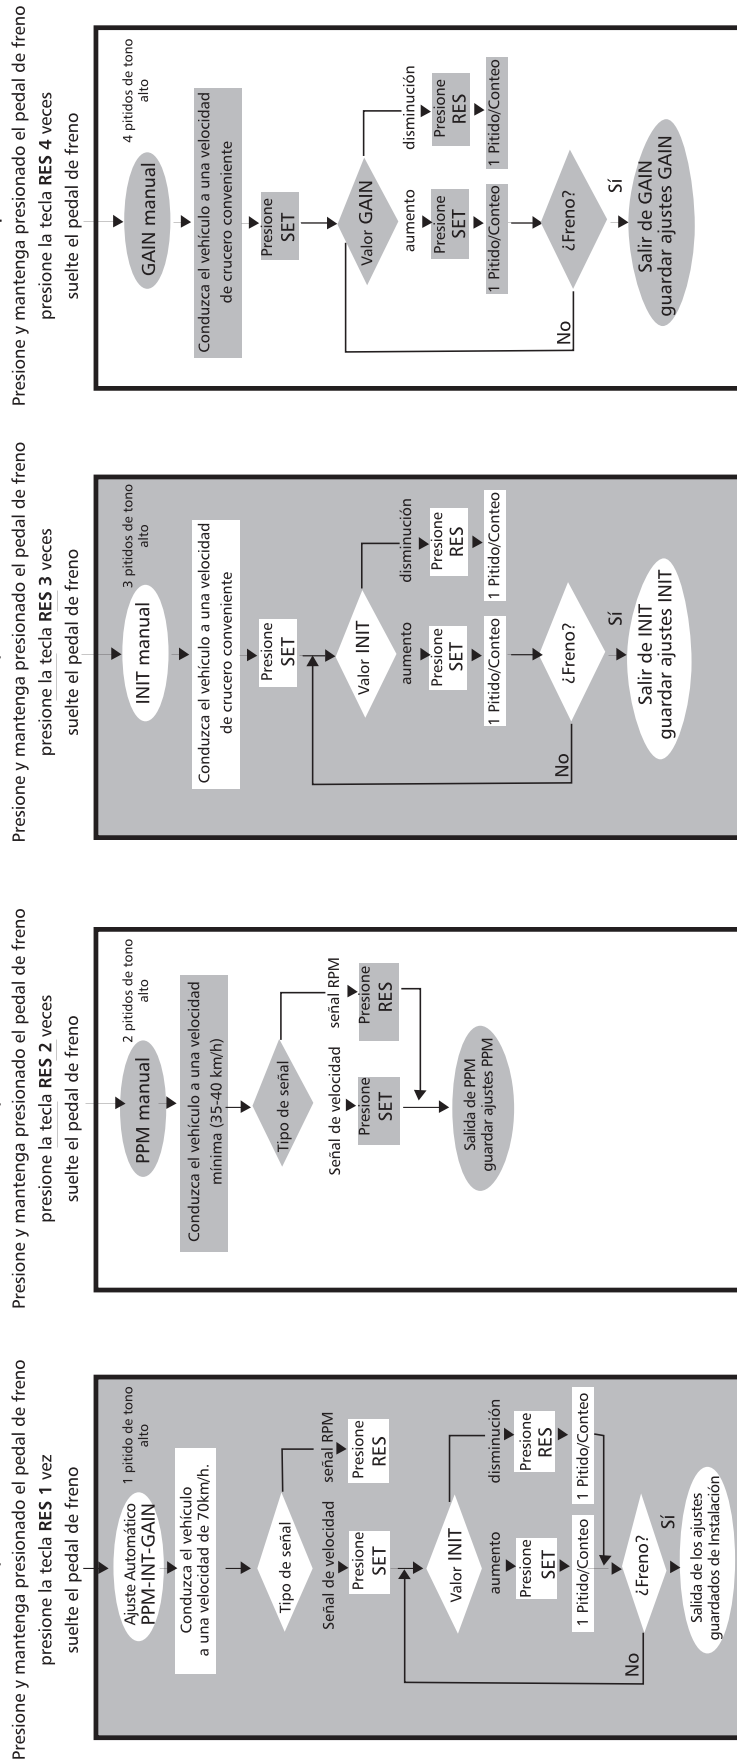 Presione y mantenga presionado el pedal de freno
presione la tecla RES 1 vez
suelte el pedal de freno
1 pitido de tono
alto
Ajuste Automático
PPM-INT-GAIN
Conduzca el vehículo
a una velocidad de 70km/h.
Tipo de señal
Señal de velocidad
señal RPM
Presione
SET
Presione
RES
Valor INIT
aumento
disminución
Presione
SET
Presione
RES
1 Pitido/Conteo
1 Pitido/Conteo
¿Freno?
No
Sí
Salida de los ajustes
guardados de Instalación
Presione y mantenga presionado el pedal de freno
presione la tecla RES 2 veces
suelte el pedal de freno
2 pitidos de tono
alto
PPM manual
Conduzca el vehículo a una velocidad
mínima (35-40 km/h)
Tipo de señal
Señal de velocidad
señal RPM
Presione
SET
Presione
RES
Salida de PPM
guardar ajustes PPM
Presione y mantenga presionado el pedal de freno
presione la tecla RES 3 veces
suelte el pedal de freno
3 pitidos de tono
alto
INIT manual
Conduzca el vehículo a una velocidad
de crucero conveniente
Presione
SET
Valor INIT
aumento
disminución
Presione
SET
Presione
RES
1 Pitido/Conteo
1 Pitido/Conteo
¿Freno?
No
Sí
Salir de INIT
guardar ajustes INIT
Presione y mantenga presionado el pedal de freno
presione la tecla RES 4 veces
suelte el pedal de freno
4 pitidos de tono
alto
GAIN manual
Conduzca el vehículo a una velocidad
de crucero conveniente
Presione
SET
Valor GAIN
aumento
disminución
Presione
SET
Presione
RES
1 Pitido/Conteo
1 Pitido/Conteo
¿Freno?
No
Sí
Salir de GAIN
guardar ajustes GAIN